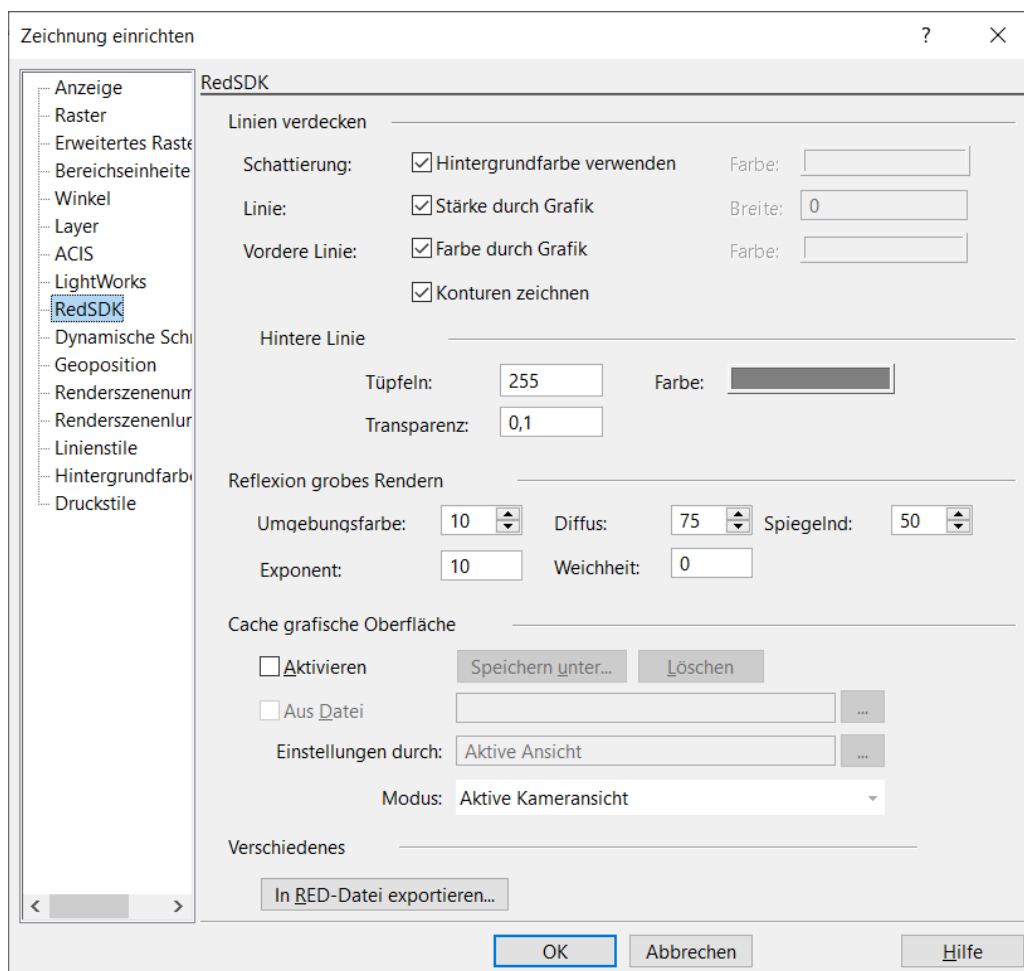 Zeichnung einrichten
?
Anzeige
Raster
Erweitertes Raste
Bereichseinheite
Winkel
Layer
ACIS
LightWorks
RedSDK
Dynamische Sch
Geoposition
Renderszenenum
Renderszenenlur
Linienstile
Hintergrundfarbe
Druckstile
RedSDK
Linien verdecken
Schattierung: Hintergrundfarbe verwenden Farbe:
Linie: Stärke durch Grafik Breite: 0
Vordere Linie: Farbe durch Grafik Farbe:
Konturen zeichnen
Hintere Linie
Tüpfeln: 255 Farbe:
Transparenz: 0,1
Reflexion grobes Rendern
Umgebungsfarbe: 10 Diffus: 75 Spiegelnd: 50
Exponent: 10 Weichheit: 0
Cache grafische Oberfläche
Aktivieren Speichern unter... Löschen
Aus Datei ...
Einstellungen durch: Aktive Ansicht ...
Modus: Aktive Kameransicht
Verschiedenes
In RED-Datei exportieren...
OK Abbrechen Hilfe